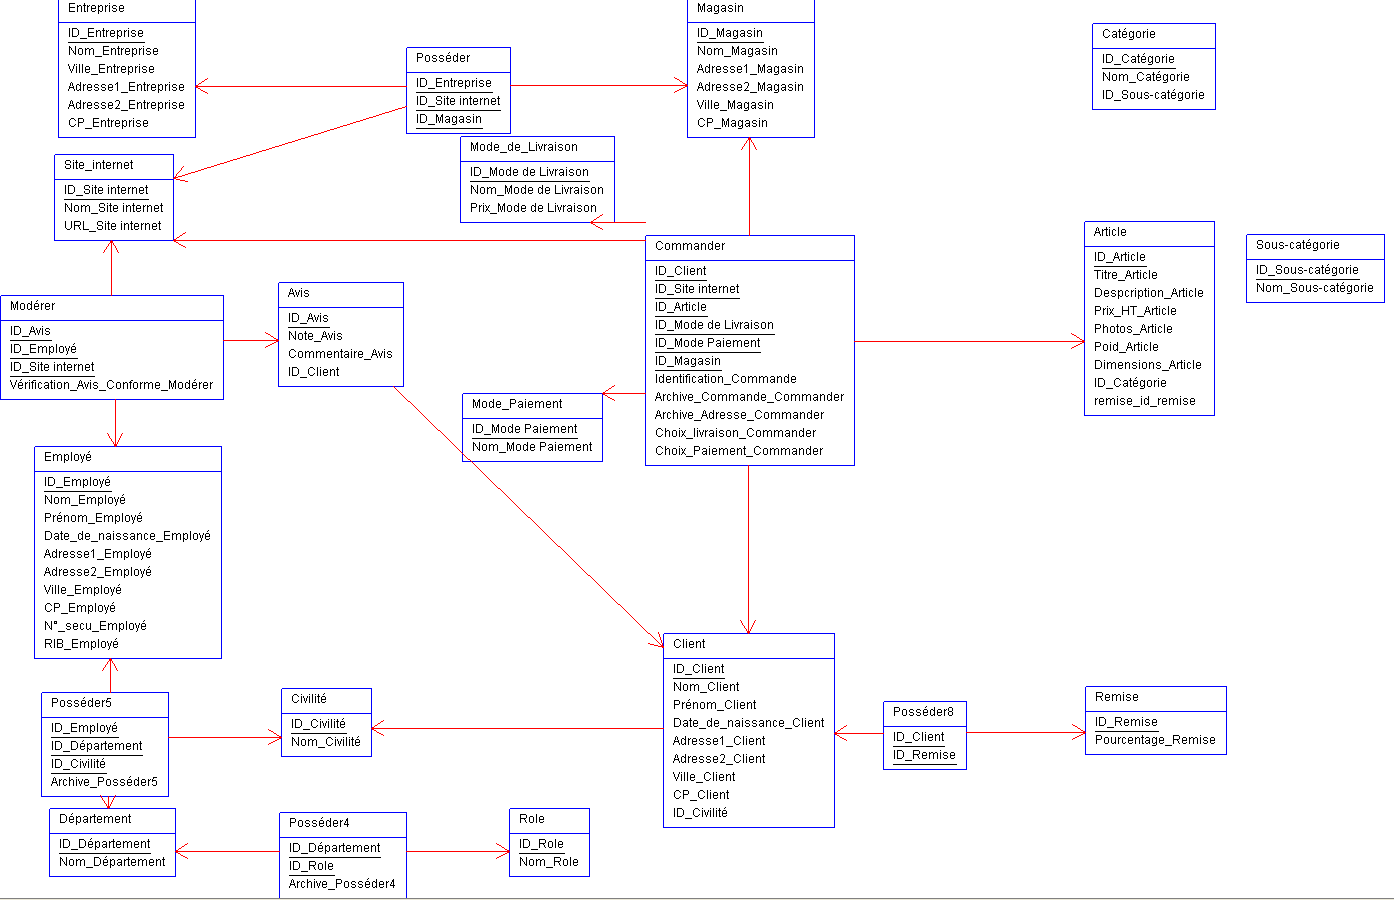 Entreprise
ID_Entreprise
Nom_Entreprise
Ville_Entreprise
Adresse1_Entreprise
Adresse2_Entreprise
CP_Entreprise
Posséder
ID_Entreprise
ID_Site internet
ID_Magasin
Magasin
ID_Magasin
Nom_Magasin
Adresse1_Magasin
Adresse2_Magasin
Ville_Magasin
CP_Magasin
Catégorie
ID_Catégorie
Nom_Catégorie
ID_Sous-catégorie
Site_internet
ID_Site internet
Nom_Site internet
URL_Site internet
Mode_de_Livraison
ID_Mode de Livraison
Nom_Mode de Livraison
Prix_Mode de Livraison
Commander
ID_Client
ID_Site internet
ID_Article
ID_Mode de Livraison
ID_Mode Paiement
ID_Magasin
Identification_Commande
Archive_Commande_Commander
Archive_Adresse_Commander
Choix_livraison_Commander
Choix_Paiement_Commander
Article
ID_Article
Titre_Article
Despcription_Article
Prix_HT_Article
Photos_Article
Poid_Article
Dimensions_Article
ID_Catégorie
remise_id_remise
Sous-catégorie
ID_Sous-catégorie
Nom_Sous-catégorie
Modérer
ID_Avis
ID_Employé
ID_Site internet
Vérification_Avis_Conforme_Modérer
Avis
ID_Avis
Note_Avis
Commentaire_Avis
ID_Client
Mode_Paiement
ID_Mode Paiement
Nom_Mode Paiement
Employé
ID_Employé
Nom_Employé
Prénom_Employé
Date_de_naissance_Employé
Adresse1_Employé
Adresse2_Employé
Ville_Employé
CP_Employé
N°_secu_Employé
RIB_Employé
Client
ID_Client
Nom_Client
Prénom_Client
Date_de_naissance_Client
Adresse1_Client
Adresse2_Client
Ville_Client
CP_Client
ID_Civilité
Posséder5
ID_Employé
ID_Département
ID_Civilité
Archive_Posséder5
Civilité
ID_Civilité
Nom_Civilité
Posséder8
ID_Client
ID_Remise
Remise
ID_Remise
Pourcentage_Remise
Département
ID_Département
Nom_Département
Posséder4
ID_Département
ID_Role
Archive_Posséder4
Role
ID_Role
Nom_Role